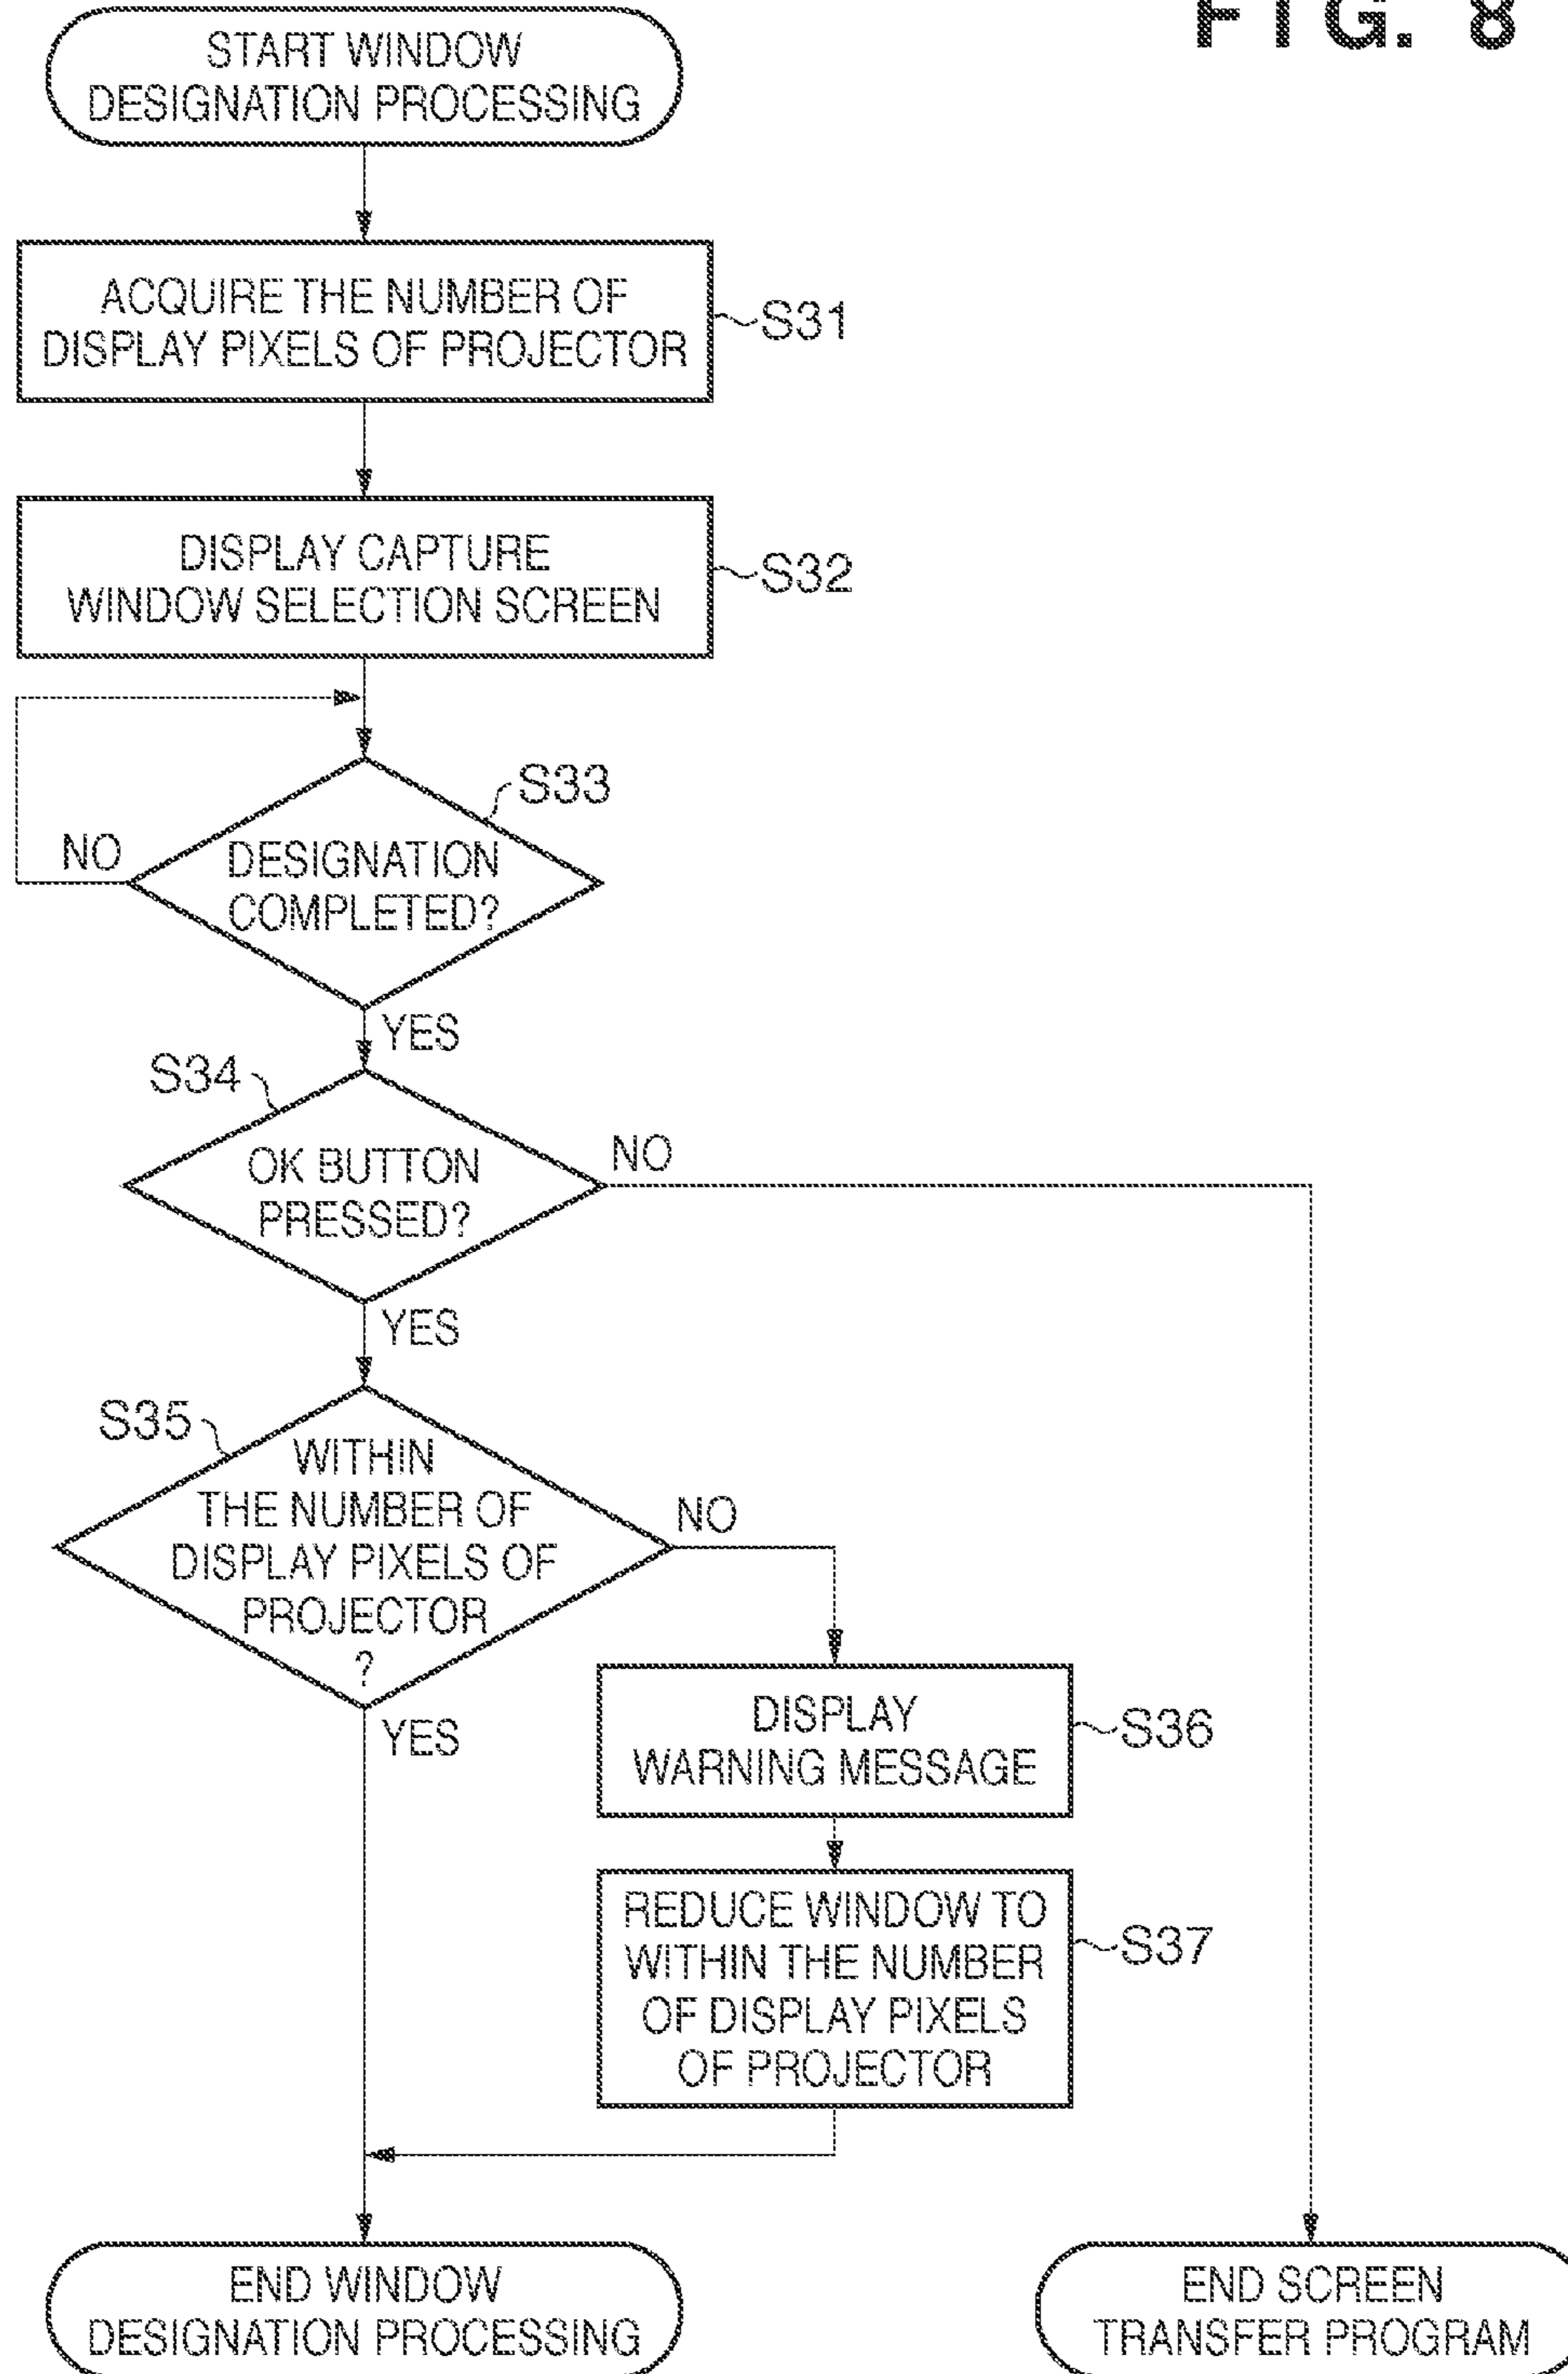 FIG. 8
START WINDOW
DESIGNATION PROCESSING
ACQUIRE THE NUMBER OF
DISPLAY PIXELS OF PROJECTOR
S31
DISPLAY CAPTURE
WINDOW SELECTION SCREEN
S32
S33
NO
DESIGNATION
COMPLETED?
YES
S34
OK BUTTON
PRESSED?
NO
YES
S35
WITHIN
THE NUMBER OF
DISPLAY PIXELS OF
PROJECTOR
?
NO
YES
DISPLAY
WARNING MESSAGE
S36
REDUCE WINDOW TO
WITHIN THE NUMBER
OF DISPLAY PIXELS
OF PROJECTOR
S37
END WINDOW
DESIGNATION PROCESSING
END SCREEN
TRANSFER PROGRAM